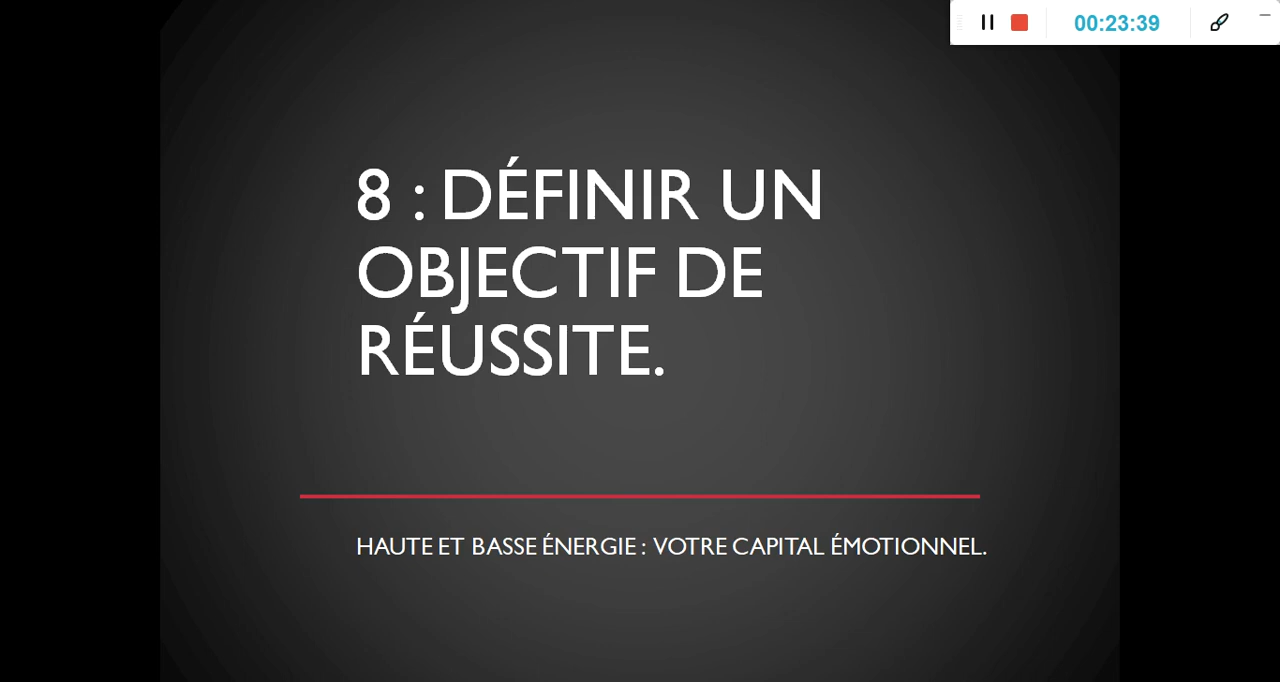 00:23:39
8 : DÉFINIR UN
OBJECTIF DE
RÉUSSITE.
HAUTE ET BASSE ÉNERGIE : VOTRE CAPITAL ÉMOTIONNEL.